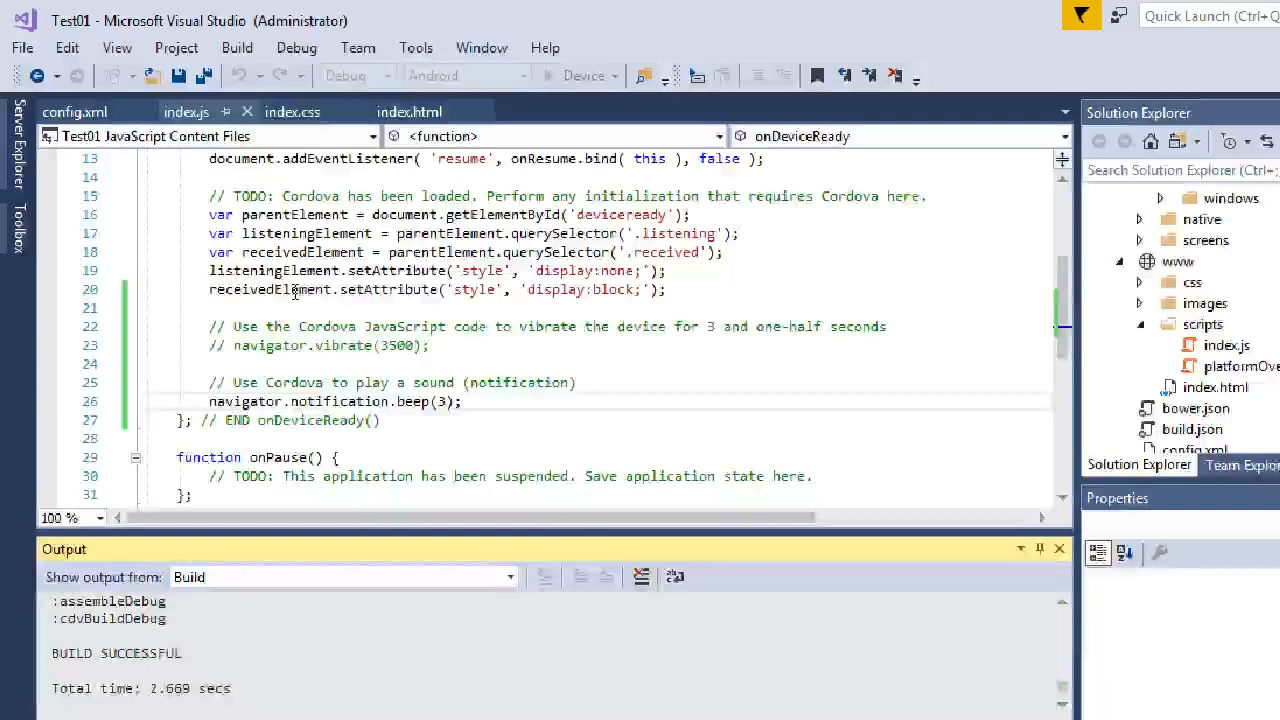 Test01 - Microsoft Visual Studio (Administrator)
Quick Launch (Ctrl+
File Edit View Project Build Debug Team Tools Window Help
Debug Android Device
Server Explorer
Toolbox
config.xml index.js index.css index.html
Test01 JavaScript Content Files <function> onDeviceReady
13 document.addEventListener( 'resume', onResume.bind( this ), false );
14
15 // TODO: Cordova has been loaded. Perform any initialization that requires Cordova here.
16 var parentElement = document.getElementById('deviceready');
17 var listeningElement = parentElement.querySelector('.listening');
18 var receivedElement = parentElement.querySelector('.received');
19 listeningElement.setAttribute('style', 'display:none;');
20 receivedElement.setAttribute('style', 'display:block;');
21
22 // Use the Cordova JavaScript code to vibrate the device for 3 and one-half seconds
23 // navigator.vibrate(3500);
24
25 // Use Cordova to play a sound (notification)
26 navigator.notification.beep(3);
27 }; // END onDeviceReady()
28
29 function onPause() {
30 // TODO: This application has been suspended. Save application state here.
31 };
100 %
Output
Show output from: Build
:assembleDebug
:cdvBuildDebug
BUILD SUCCESSFUL
Total time: 2.669 secs
Solution Explorer
Search Solution Explorer (Ctrl+;
windows
native
screens
www
css
images
scripts
index.js
platformOve
index.html
bower.json
build.json
config.xml
Solution Explorer Team Explor
Properties